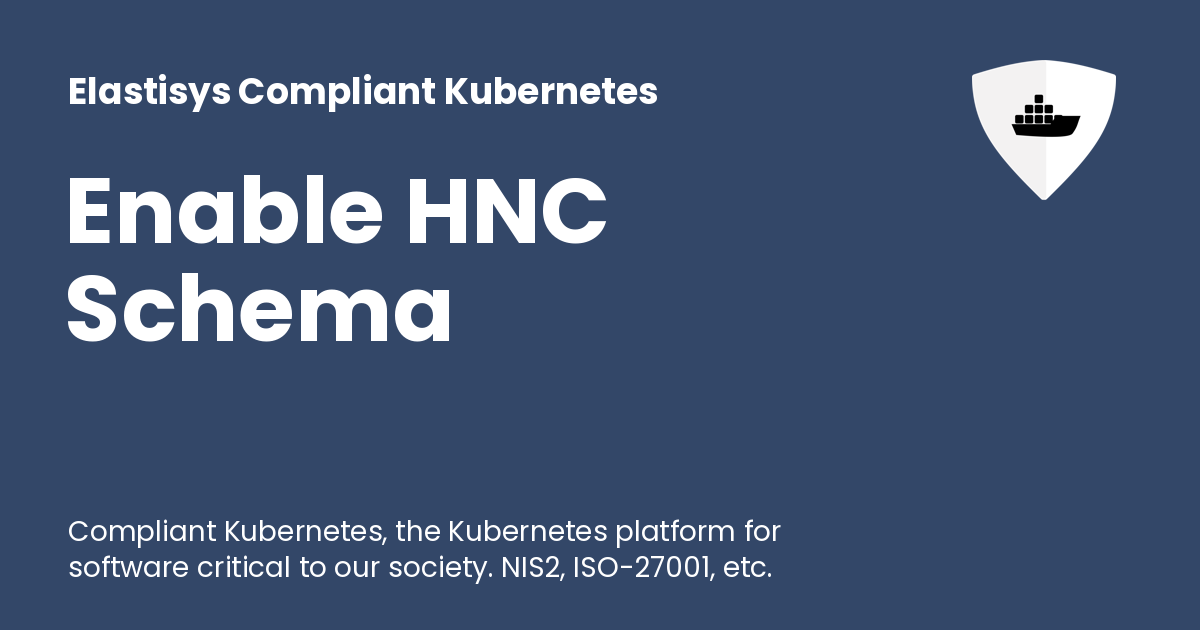 Elastisys Compliant Kubernetes
Enable HNC
Schema
Compliant Kubernetes, the Kubernetes platform for
software critical to our society. NIS2, ISO-27001, etc.